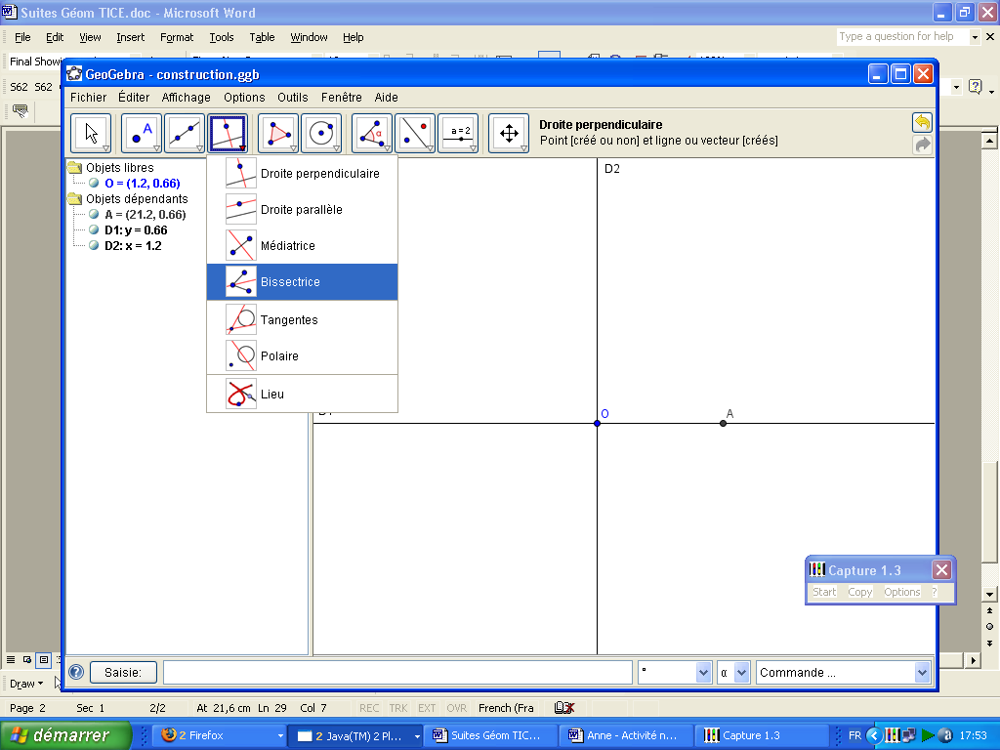 Suites Géom TICE.doc - Microsoft Word
File Edit View Insert Format Tools Table Window Help
Type a question for help
Final Showi
S62 S62
GeoGebra - construction.ggb
Fichier Éditer Affichage Options Outils Fenêtre Aide
A
α
a = 2
Droite perpendiculaire
Point [créé ou non] et ligne ou vecteur [créés]
Objets libres
O = (1.2, 0.66)
Objets dépendants
A = (21.2, 0.66)
D1: y = 0.66
D2: x = 1.2
Droite perpendiculaire
Droite parallèle
Médiatrice
Bissectrice
Tangentes
Polaire
Lieu
D2
O
A
Capture 1.3
Start Copy Options ?
Saisie:
°
α
Commande ...
Draw
Page 2 Sec 1 2/2 At 21,6 cm Ln 29 Col 7 REC TRK EXT OVR French (Fra
démarrer
2 Firefox
2 Java(TM) 2 Pl...
Suites Géom TIC...
Anne - Activité n...
Capture 1.3
FR
17:53